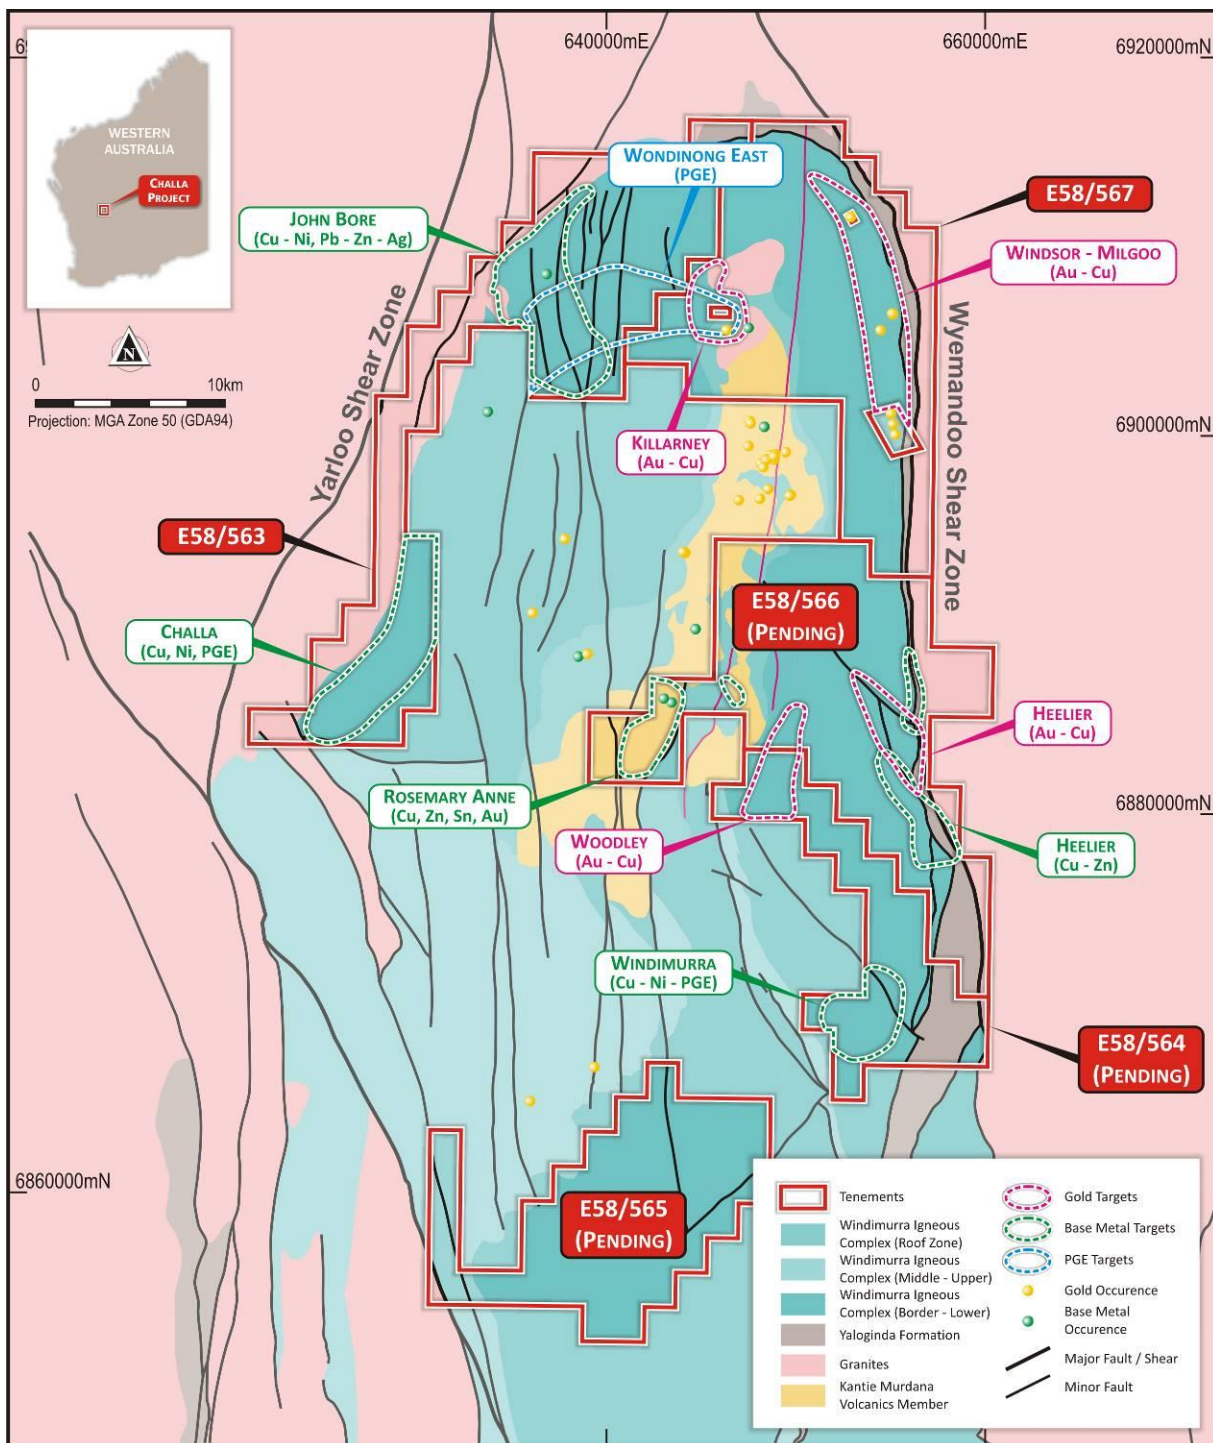 640000mE
660000mE
6920000mN
WESTERN
AUSTRALIA
CHALLA
PROJECT
WONDINONG EAST
(PGE)
E58/567
JOHN BORE
(Cu - Ni, Pb - Zn - Ag)
WINDSOR - MILGOO
(Au - Cu)
N
0 10km
Projection: MGA Zone 50 (GDA94)
Yarloo Shear Zone
Wyemandoo Shear Zone
6900000mN
KILLARNEY
(Au - Cu)
E58/563
E58/566
(PENDING)
CHALLA
(Cu, Ni, PGE)
HEELIER
(Au - Cu)
ROSEMARY ANNE
(Cu, Zn, Sn, Au)
6880000mN
WOODLEY
(Au - Cu)
HEELIER
(Cu - Zn)
WINDIMURRA
(Cu - Ni - PGE)
E58/564
(PENDING)
6860000mN
E58/565
(PENDING)
Tenements
Windimurra Igneous
Complex (Roof Zone)
Windimurra Igneous
Complex (Middle - Upper)
Windimurra Igneous
Complex (Border - Lower)
Yaloginda Formation
Granites
Kantie Murdana
Volcanics Member
Gold Targets
Base Metal Targets
PGE Targets
Gold Occurence
Base Metal
Occurence
Major Fault / Shear
Minor Fault